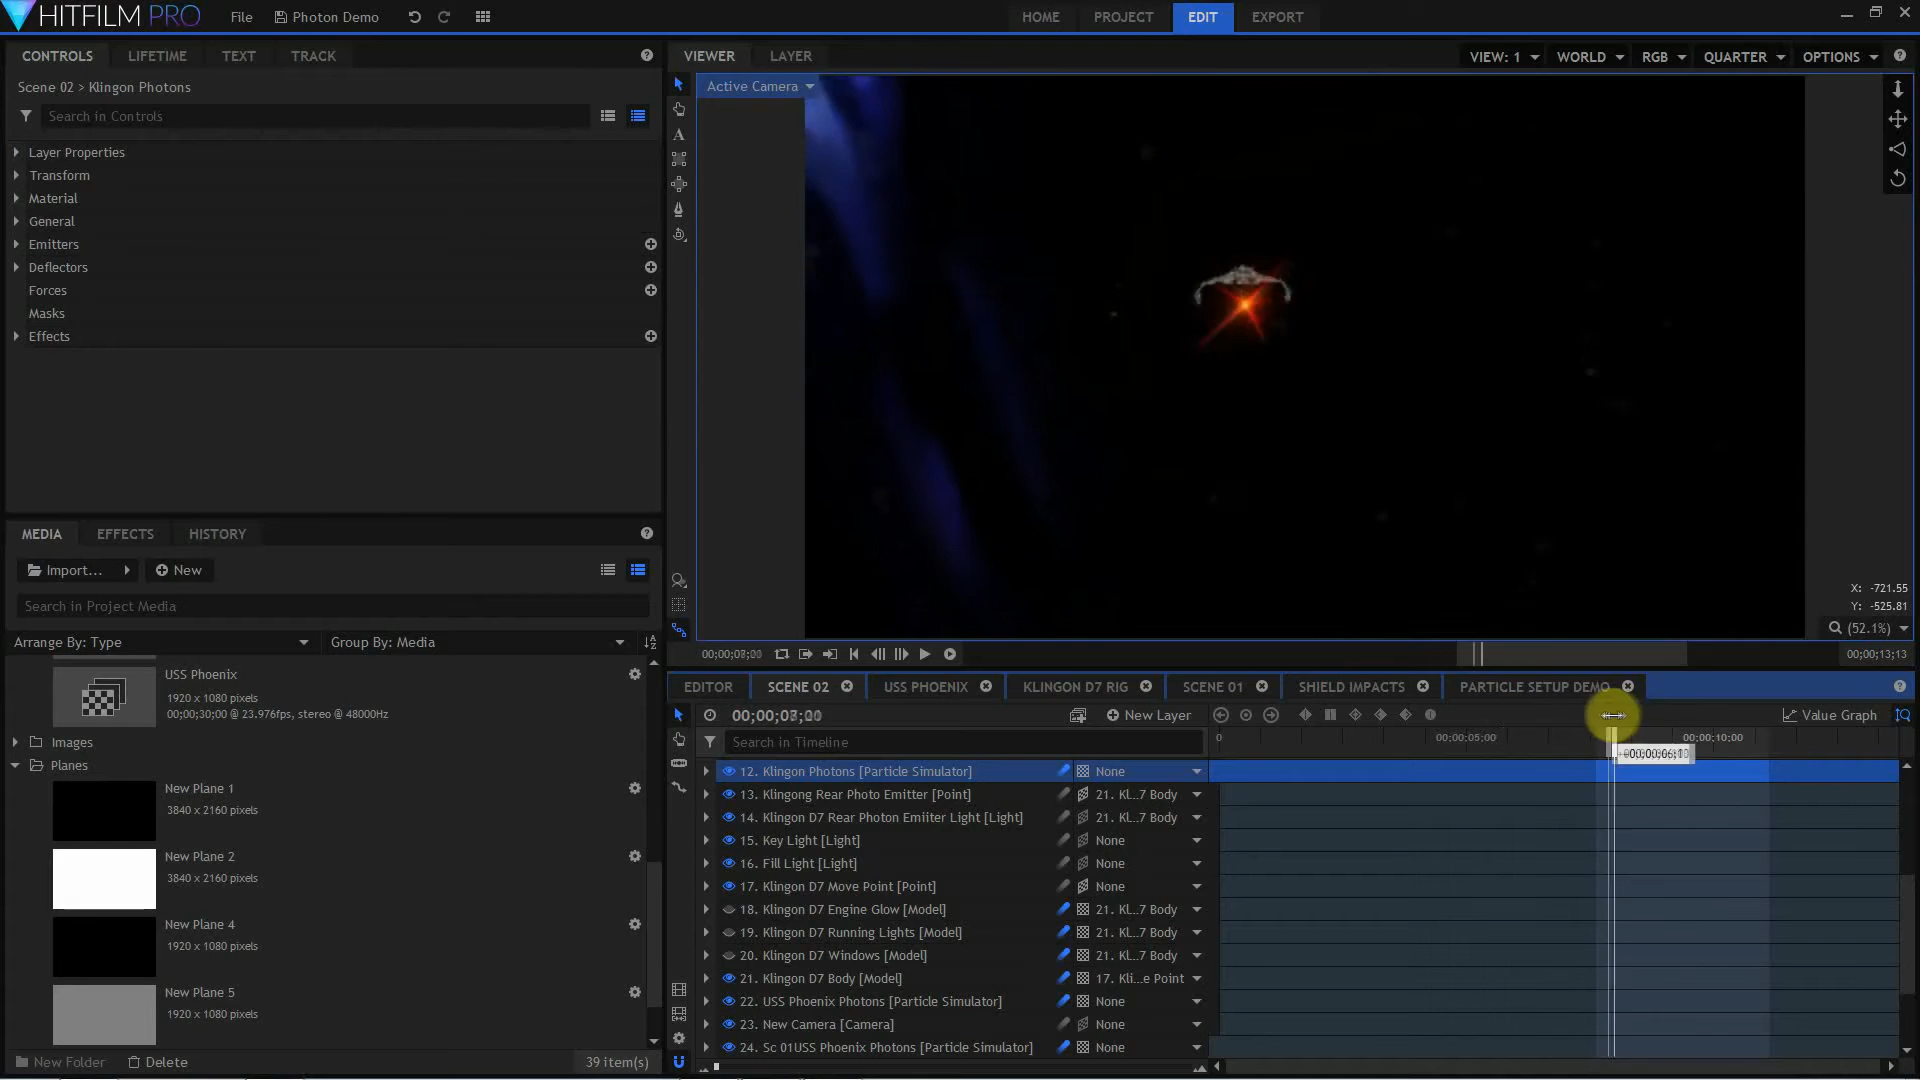 HITFILM PRO
File
Photon Demo
HOME
PROJECT
EDIT
EXPORT
CONTROLS
LIFETIME
TEXT
TRACK
Scene 02 > Klingon Photons
Search in Controls
Layer Properties
Transform
Material
General
Emitters
Deflectors
Forces
Masks
Effects
VIEWER
LAYER
VIEW: 1
WORLD
RGB
QUARTER
OPTIONS
Active Camera
X: -721.55
Y: -525.81
(52.1%)
00;00;13;13
MEDIA
EFFECTS
HISTORY
Import...
New
Search in Project Media
Arrange By: Type
Group By: Media
USS Phoenix
1920 x 1080 pixels
00;00;30;00 @ 23.976fps, stereo @ 48000Hz
Images
Planes
New Plane 1
3840 x 2160 pixels
New Plane 2
3840 x 2160 pixels
New Plane 4
1920 x 1080 pixels
New Plane 5
1920 x 1080 pixels
New Folder
Delete
39 item(s)
EDITOR
SCENE 02
USS PHOENIX
KLINGON D7 RIG
SCENE 01
SHIELD IMPACTS
PARTICLE SETUP DEMO
New Layer
Value Graph
Search in Timeline
0
00;00;05;00
00;00;10;00
12. Klingon Photons [Particle Simulator]
None
13. Klingong Rear Photo Emitter [Point]
21. Kl...7 Body
14. Klingon D7 Rear Photon Emiiter Light [Light]
21. Kl...7 Body
15. Key Light [Light]
None
16. Fill Light [Light]
None
17. Klingon D7 Move Point [Point]
None
18. Klingon D7 Engine Glow [Model]
21. Kl...7 Body
19. Klingon D7 Running Lights [Model]
21. Kl...7 Body
20. Klingon D7 Windows [Model]
21. Kl...7 Body
21. Klingon D7 Body [Model]
17. Kli...e Point
22. USS Phoenix Photons [Particle Simulator]
None
23. New Camera [Camera]
None
24. Sc 01USS Phoenix Photons [Particle Simulator]
None